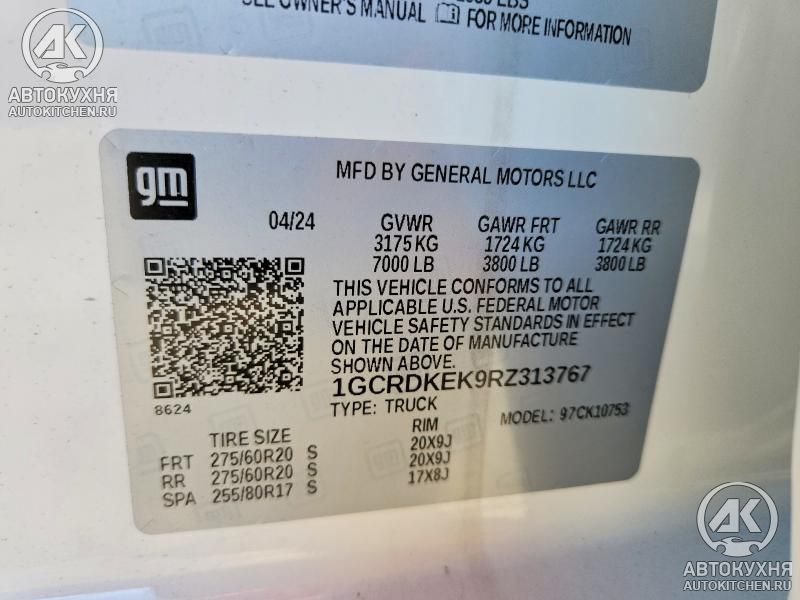 SEE OWNER'S MANUAL FOR MORE INFORMATION
АК
АВТОКУХНЯ
AUTOKITCHEN.RU
gm
MFD BY GENERAL MOTORS LLC
04/24 GVWR GAWR FRT GAWR RR
3175 KG 1724 KG 1724 KG
7000 LB 3800 LB 3800 LB
THIS VEHICLE CONFORMS TO ALL
APPLICABLE U.S. FEDERAL MOTOR
VEHICLE SAFETY STANDARDS IN EFFECT
ON THE DATE OF MANUFACTURE
SHOWN ABOVE.
1GCRDKEK9RZ313767
8624
TYPE: TRUCK MODEL: 97CK10753
TIRE SIZE RIM
FRT 275/60R20 S 20X9J
RR 275/60R20 S 20X9J
SPA 255/80R17 S 17X8J
АК
АВТОКУХНЯ
AUTOKITCHEN.RU